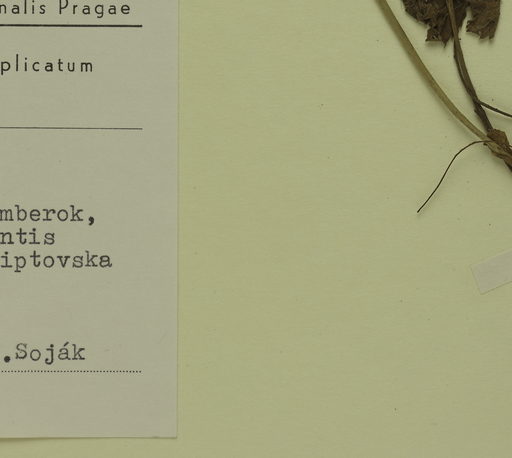 nalis Pragae
plicatum
mberok,
ntis
iptovska
.Soják